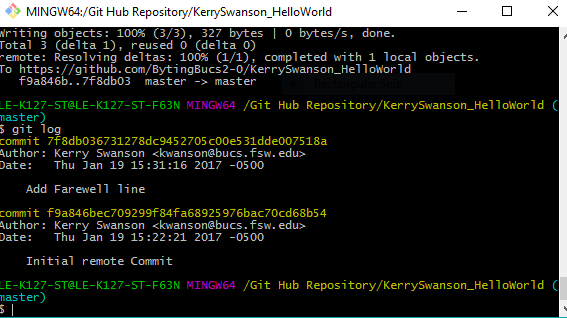 MINGW64:/Git Hub Repository/KerrySwanson_HelloWorld
Writing objects: 100% (3/3), 327 bytes | 0 bytes/s, done.
Total 3 (delta 1), reused 0 (delta 0)
remote: Resolving deltas: 100% (1/1), completed with 1 local objects.
To https://github.com/BytingBucs2-0/KerrySwanson_HelloWorld
   f9a846b..7f8db03  master -> master
LE-K127-ST@LE-K127-ST-F63N MINGW64 /Git Hub Repository/KerrySwanson_HelloWorld (
master)
$ git log
commit 7f8db036731278dc9452705c00e531dde007518a
Author: Kerry Swanson <kwanson@bucs.fsw.edu>
Date:   Thu Jan 19 15:31:16 2017 -0500
    Add Farewell line
commit f9a846bec709299f84fa68925976bac70cd68b54
Author: Kerry Swanson <kwanson@bucs.fsw.edu>
Date:   Thu Jan 19 15:22:21 2017 -0500
    Initial remote Commit
LE-K127-ST@LE-K127-ST-F63N MINGW64 /Git Hub Repository/KerrySwanson_HelloWorld (
master)
$